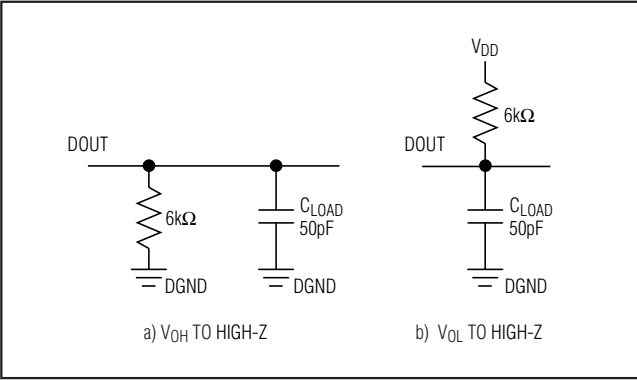 DOUT
6kΩ
CLOAD
50pF
DGND
DGND
a) VOH TO HIGH-Z
VDD
6kΩ
DOUT
CLOAD
50pF
DGND
b) VOL TO HIGH-Z